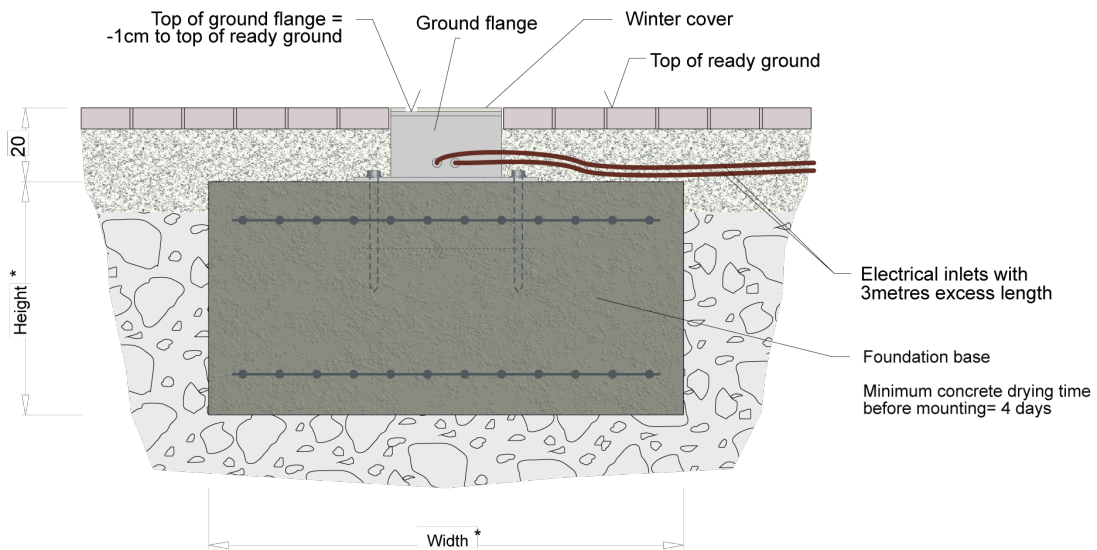 Top of ground flange =
-1cm to top of ready ground
Ground flange
Winter cover
Top of ready ground
20
Height *
Electrical inlets with
3metres excess length
Foundation base
Minimum concrete drying time
before mounting= 4 days
Width *